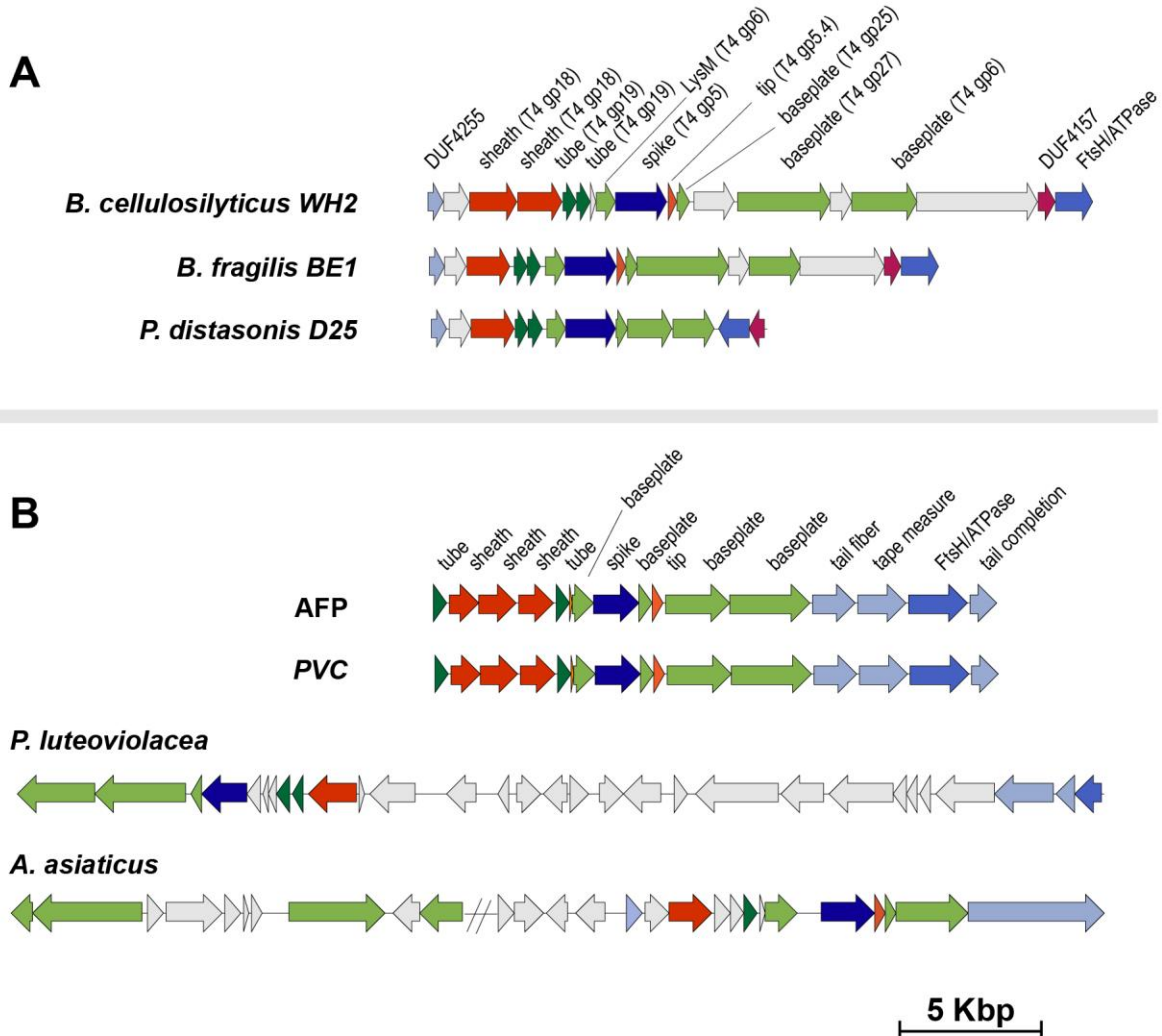 A
DUF4255
sheath (T4 gp18)
sheath (T4 gp18)
tube (T4 gp19)
tube (T4 gp19)
LysM (T4 gp6)
spike (T4 gp5)
tip (T4 gp5.4)
baseplate (T4 gp25)
baseplate (T4 gp27)
baseplate (T4 gp6)
DUF4157
FtsH/ATPase
B. cellulosilyticus WH2
B. fragilis BE1
P. distasonis D25
B
tube
sheath
sheath
sheath
tube
baseplate
spike
baseplate
tip
baseplate
baseplate
tail fiber
tape measure
FtsH/ATPase
tail completion
AFP
PVC
P. luteoviolacea
A. asiaticus
5 Kbp